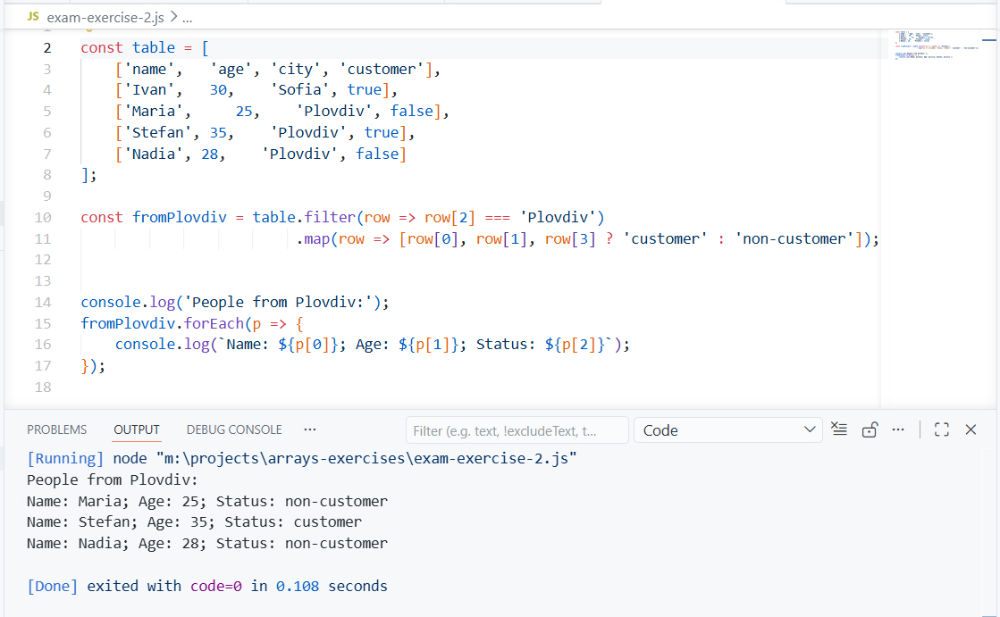 JS exam-exercise-2.js > ...
2 const table = [
3     ['name',   'age', 'city', 'customer'],
4     ['Ivan',   30,    'Sofia', true],
5     ['Maria',     25,    'Plovdiv', false],
6     ['Stefan', 35,    'Plovdiv', true],
7     ['Nadia', 28,    'Plovdiv', false]
8 ];
9
10 const fromPlovdiv = table.filter(row => row[2] === 'Plovdiv')
11                          .map(row => [row[0], row[1], row[3] ? 'customer' : 'non-customer']);
12
13
14 console.log('People from Plovdiv:');
15 fromPlovdiv.forEach(p => {
16     console.log(`Name: ${p[0]}; Age: ${p[1]}; Status: ${p[2]}`);
17 });
18
PROBLEMS OUTPUT DEBUG CONSOLE ... Filter (e.g. text, !excludeText, t... Code ...
[Running] node "m:\projects\arrays-exercises\exam-exercise-2.js"
People from Plovdiv:
Name: Maria; Age: 25; Status: non-customer
Name: Stefan; Age: 35; Status: customer
Name: Nadia; Age: 28; Status: non-customer
[Done] exited with code=0 in 0.108 seconds